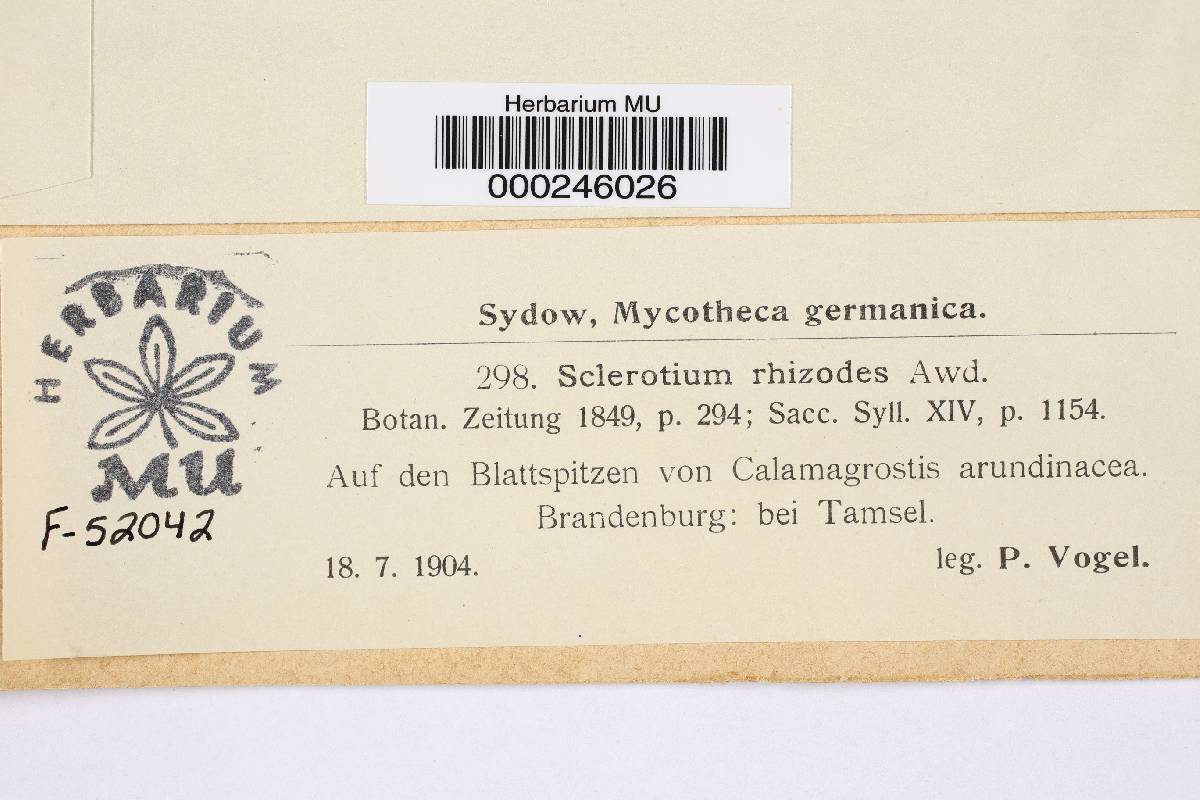 Herbarium MU
000246026
HERBARIUM
MU
F-52042
Sydow, Mycotheca germanica.
298. Sclerotium rhizodes Awd.
Botan. Zeitung 1849, p. 294; Sacc. Syll. XIV, p. 1154.
Auf den Blattspitzen von Calamagrostis arundinacea.
Brandenburg: bei Tamsel.
18. 7. 1904.
leg. P. Vogel.